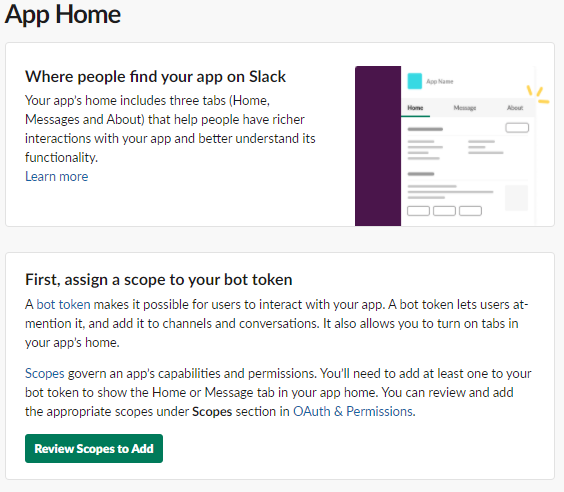 App Home
Where people find your app on Slack
Your app's home includes three tabs (Home,
Messages and About) that help people have richer
interactions with your app and better understand its
functionality.
Learn more
App Name
Home Message About
First, assign a scope to your bot token
A bot token makes it possible for users to interact with your app. A bot token lets users at-
mention it, and add it to channels and conversations. It also allows you to turn on tabs in
your app's home.
Scopes govern an app's capabilities and permissions. You'll need to add at least one to your
bot token to show the Home or Message tab in your app home. You can review and add
the appropriate scopes under Scopes section in OAuth & Permissions.
Review Scopes to Add